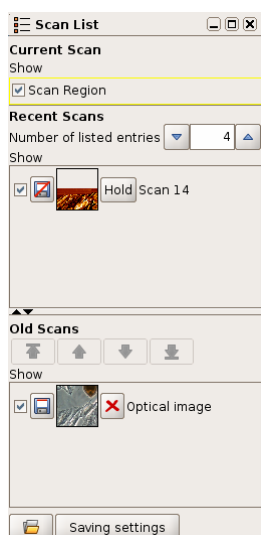 Scan List
Current Scan
Show
Scan Region
Recent Scans
Number of listed entries 4
Show
Hold Scan 14
Old Scans
Show
Optical image
Saving settings